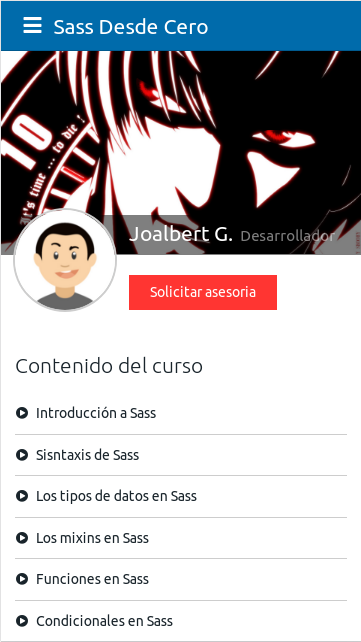 Sass Desde Cero
10
It's time ... to die !
Joalbert G. Desarrollador
Solicitar asesoria
Contenido del curso
Introducción a Sass
Sisntaxis de Sass
Los tipos de datos en Sass
Los mixins en Sass
Funciones en Sass
Condicionales en Sass